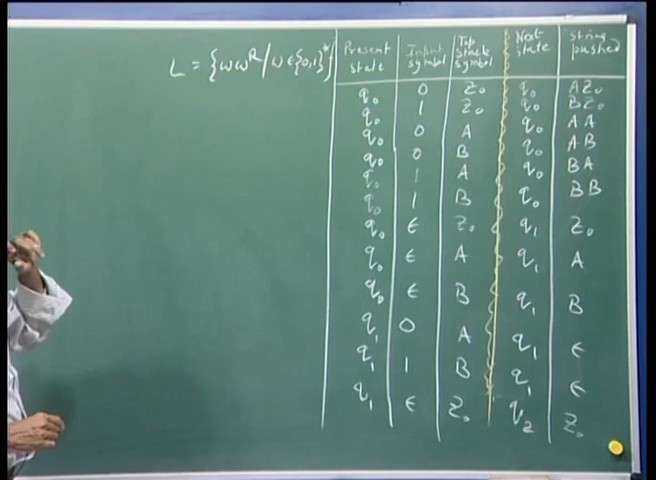 L = {ωω^R / ω ∈ {0,1}*}
Present state | Input symbol | Top Stack symbol | Next state | String pushed
q₀ | 0 | Z₀ | q₀ | AZ₀
q₀ | 1 | Z₀ | q₀ | BZ₀
q₀ | 0 | A | q₀ | AA
q₀ | 0 | B | q₀ | AB
q₀ | 1 | A | q₀ | BA
q₀ | 1 | B | q₀ | BB
q₀ | ϵ | Z₀ | q₁ | Z₀
q₀ | ϵ | A | q₁ | A
q₀ | ϵ | B | q₁ | B
q₁ | 0 | A | q₁ | ϵ
q₁ | 1 | B | q₁ | ϵ
q₁ | ϵ | Z₀ | q₂ | Z₀